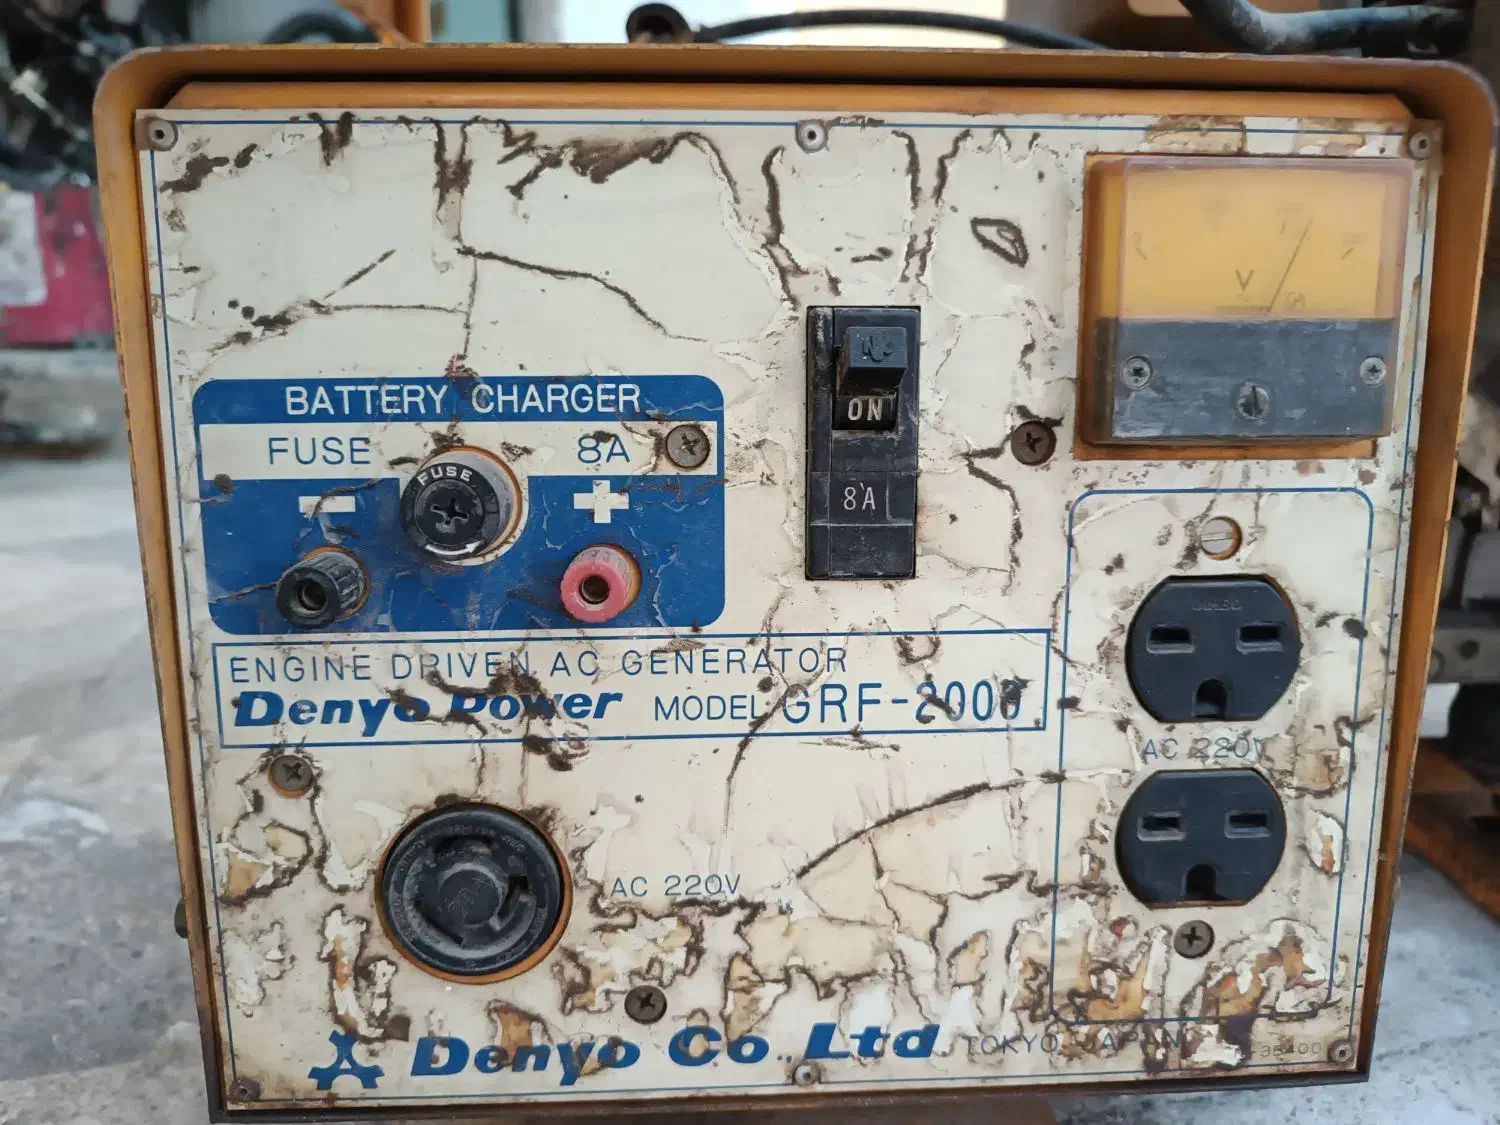 BATTERY CHARGER
FUSE 8A
FUSE
- +
ON
8A
V
ENGINE DRIVEN AC GENERATOR
Denyo Power MODEL GRF-2000
AC 220V
20A
AC 220V
Denyo Co., Ltd. TOKYO JAPAN